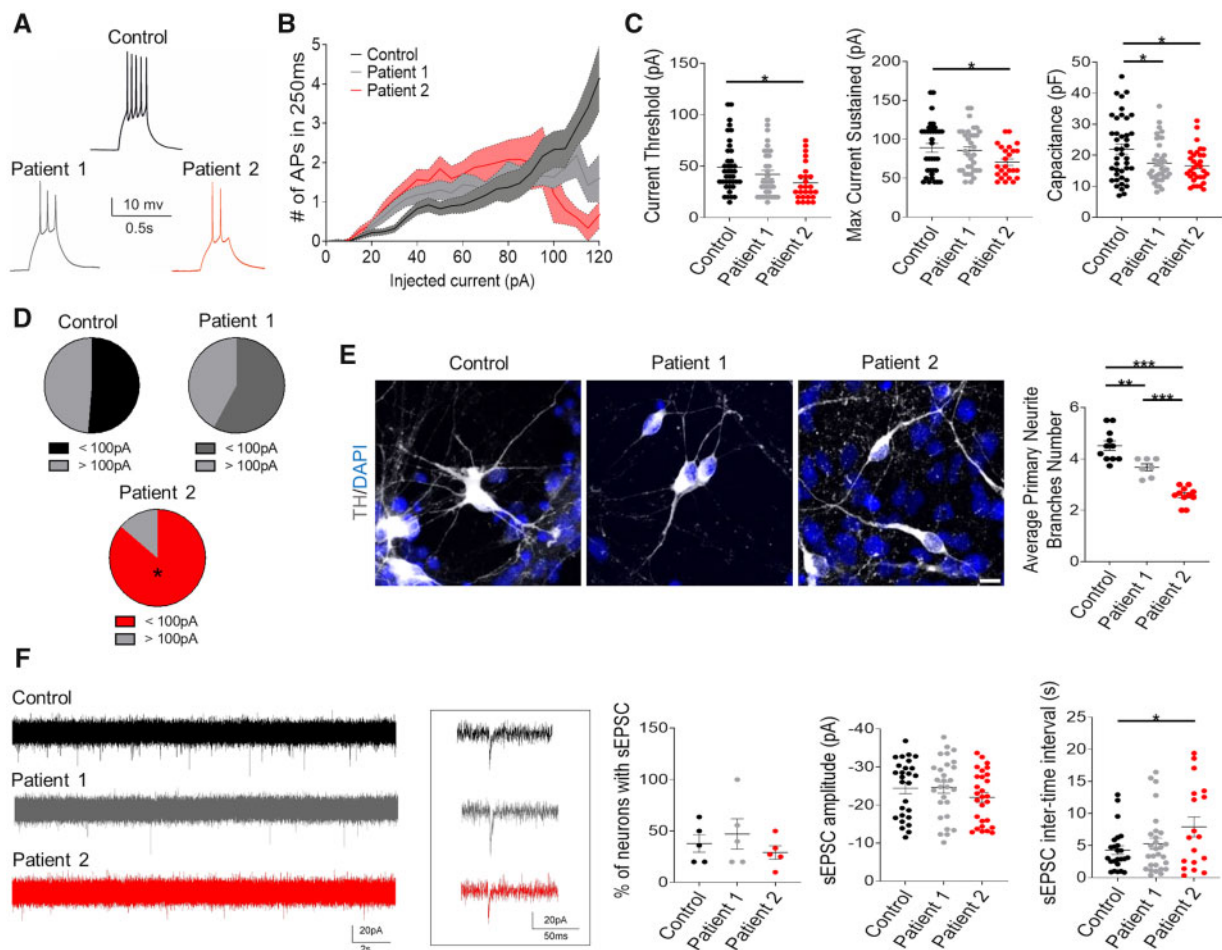 A
Control
Patient 1
Patient 2
10 mv
0.5s
B
# of APs in 250ms
5
4
3
2
1
0
Control
Patient 1
Patient 2
20 40 60 80 100 120
Injected current (pA)
C
Current Threshold (pA)
150
100
50
0
*
Control
Patient 1
Patient 2
Max Current Sustained (pA)
200
150
100
50
0
*
Control
Patient 1
Patient 2
Capacitance (pF)
50
40
30
20
10
0
*
*
Control
Patient 1
Patient 2
D
Control
< 100pA
> 100pA
Patient 1
< 100pA
> 100pA
Patient 2
*
< 100pA
> 100pA
E
TH/DAPI
Control
Patient 1
Patient 2
Average Primary Neurite
Branches Number
6
4
2
0
***
**
***
Control
Patient 1
Patient 2
F
Control
Patient 1
Patient 2
20pA
2s
20pA
50ms
% of neurons with sEPSC
150
100
50
0
Control
Patient 1
Patient 2
sEPSC amplitude (pA)
-40
-30
-20
-10
0
Control
Patient 1
Patient 2
sEPSC inter-time interval (s)
25
20
15
10
5
0
*
Control
Patient 1
Patient 2